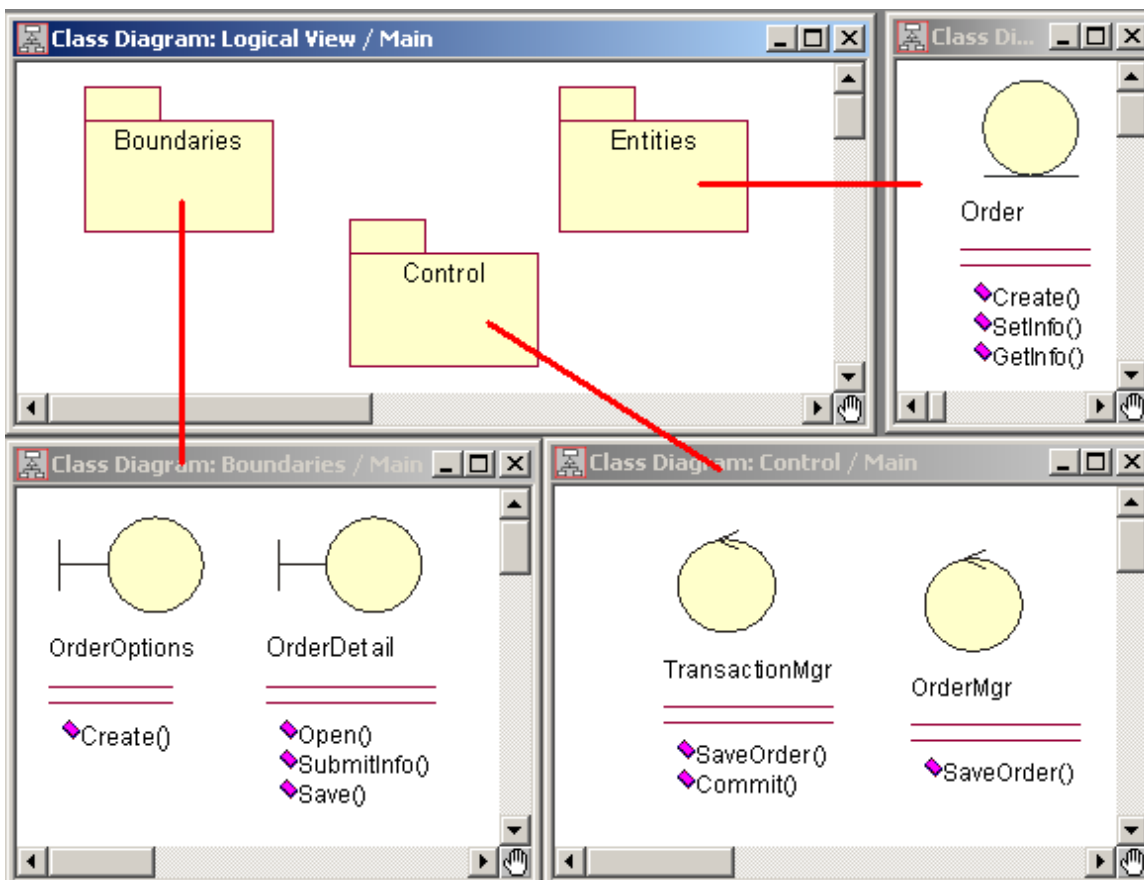 Class Diagram: Logical View / Main
Boundaries
Entities
Control
Class Di...
Order
Create()
SetInfo()
GetInfo()
Class Diagram: Boundaries / Main
OrderOptions
Create()
OrderDetail
Open()
SubmitInfo()
Save()
Class Diagram: Control / Main
TransactionMgr
SaveOrder()
Commit()
OrderMgr
SaveOrder()